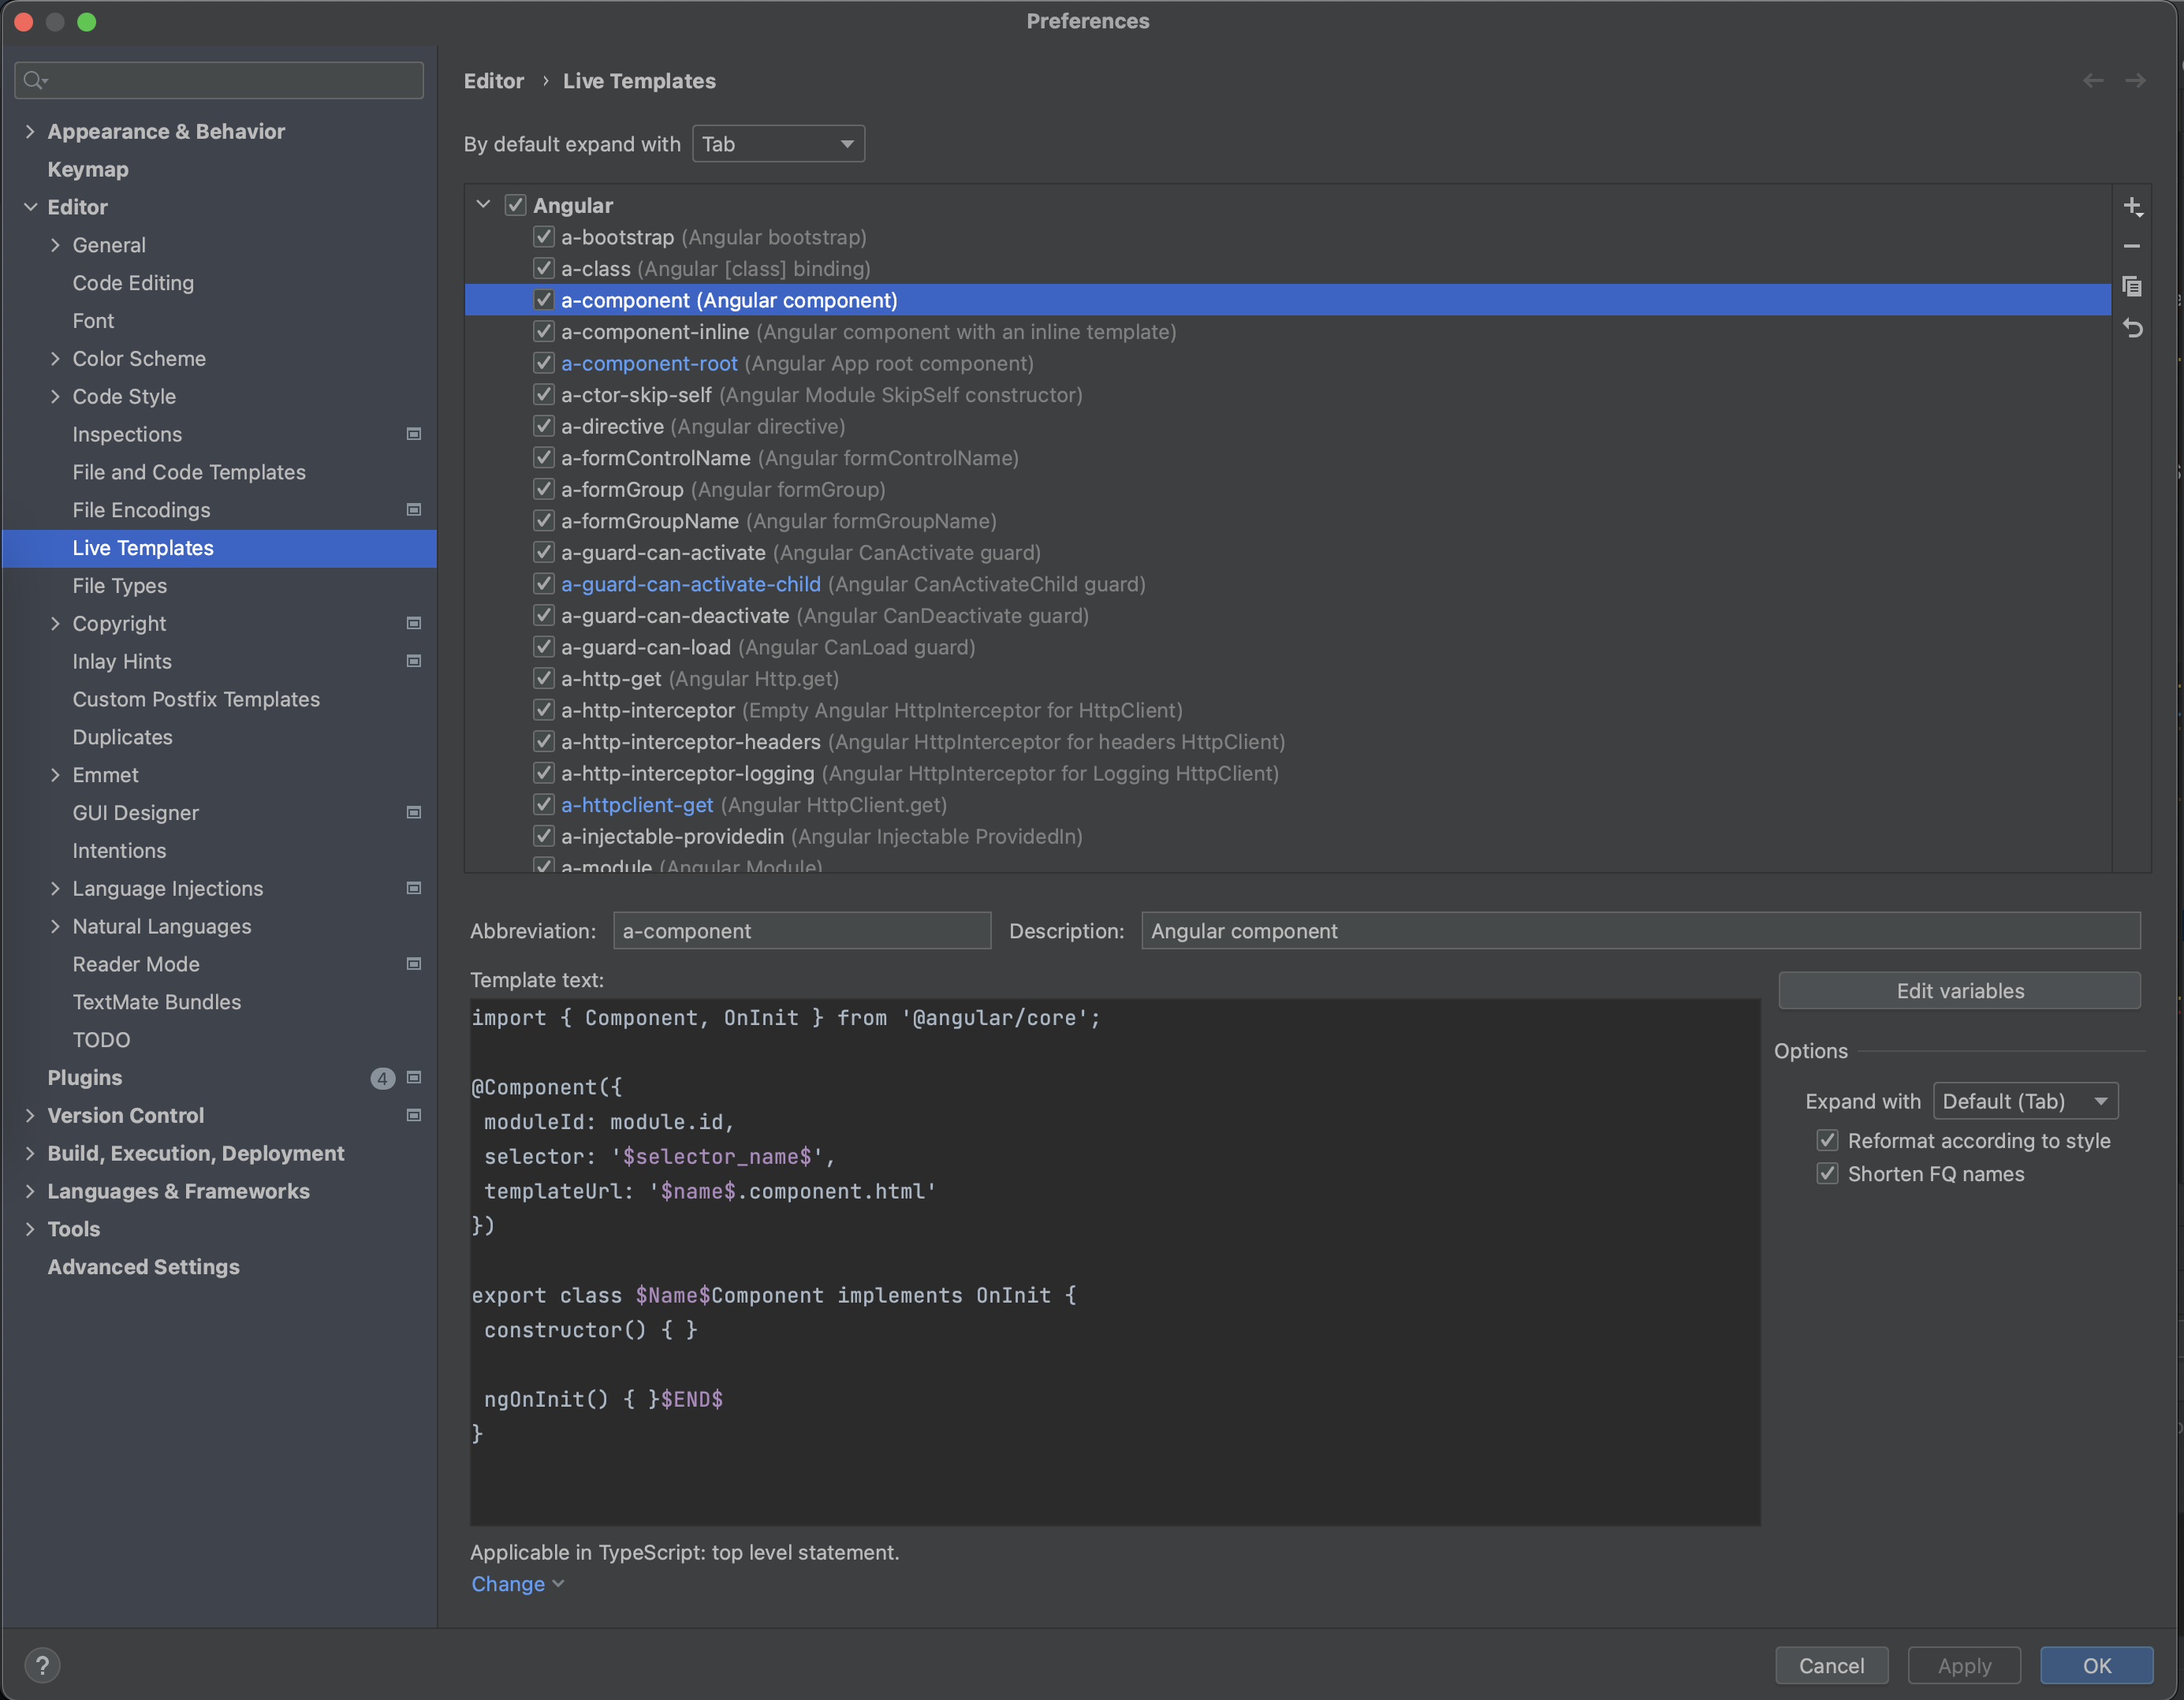 Preferences
Appearance & Behavior
Keymap
Editor
General
Code Editing
Font
Color Scheme
Code Style
Inspections
File and Code Templates
File Encodings
Live Templates
File Types
Copyright
Inlay Hints
Custom Postfix Templates
Duplicates
Emmet
GUI Designer
Intentions
Language Injections
Natural Languages
Reader Mode
TextMate Bundles
TODO
Plugins 4
Version Control
Build, Execution, Deployment
Languages & Frameworks
Tools
Advanced Settings
Editor › Live Templates
By default expand with Tab
Angular
a-bootstrap (Angular bootstrap)
a-class (Angular [class] binding)
a-component (Angular component)
a-component-inline (Angular component with an inline template)
a-component-root (Angular App root component)
a-ctor-skip-self (Angular Module SkipSelf constructor)
a-directive (Angular directive)
a-formControlName (Angular formControlName)
a-formGroup (Angular formGroup)
a-formGroupName (Angular formGroupName)
a-guard-can-activate (Angular CanActivate guard)
a-guard-can-activate-child (Angular CanActivateChild guard)
a-guard-can-deactivate (Angular CanDeactivate guard)
a-guard-can-load (Angular CanLoad guard)
a-http-get (Angular Http.get)
a-http-interceptor (Empty Angular HttpInterceptor for HttpClient)
a-http-interceptor-headers (Angular HttpInterceptor for headers HttpClient)
a-http-interceptor-logging (Angular HttpInterceptor for Logging HttpClient)
a-httpclient-get (Angular HttpClient.get)
a-injectable-providedin (Angular Injectable ProvidedIn)
a-module (Angular Module)
Abbreviation: a-component Description: Angular component
Template text:
import { Component, OnInit } from '@angular/core';
@Component({
moduleId: module.id,
selector: '$selector_name$',
templateUrl: '$name$.component.html'
})
export class $Name$Component implements OnInit {
constructor() { }
ngOnInit() { }$END$
}
Edit variables
Options
Expand with Default (Tab)
Reformat according to style
Shorten FQ names
Applicable in TypeScript: top level statement.
Change
?
Cancel Apply OK